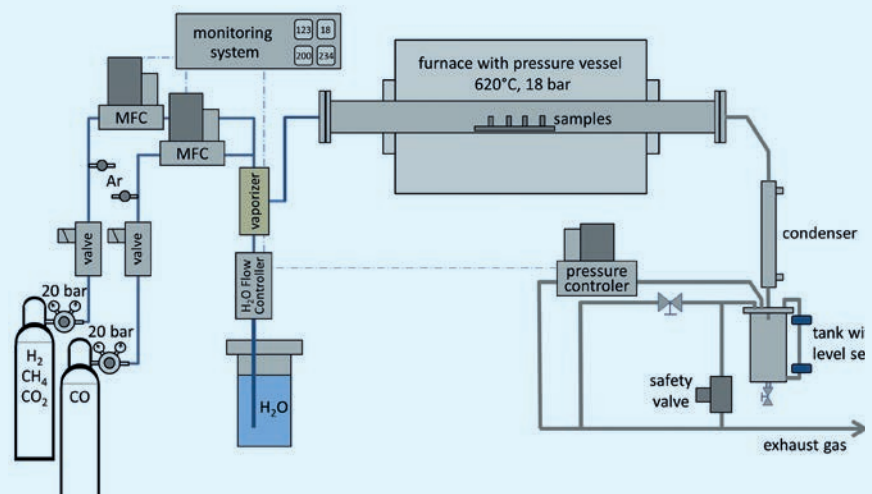 monitoring
system
123
18
200
234
furnace with pressure vessel
620°C, 18 bar
samples
MFC
MFC
Ar
vaporizer
valve
valve
condenser
H₂O Flow
Controller
pressure
controler
20 bar
20 bar
tank
level
H₂
CH₄
CO₂
CO
H₂O
safety
valve
exhaust gas